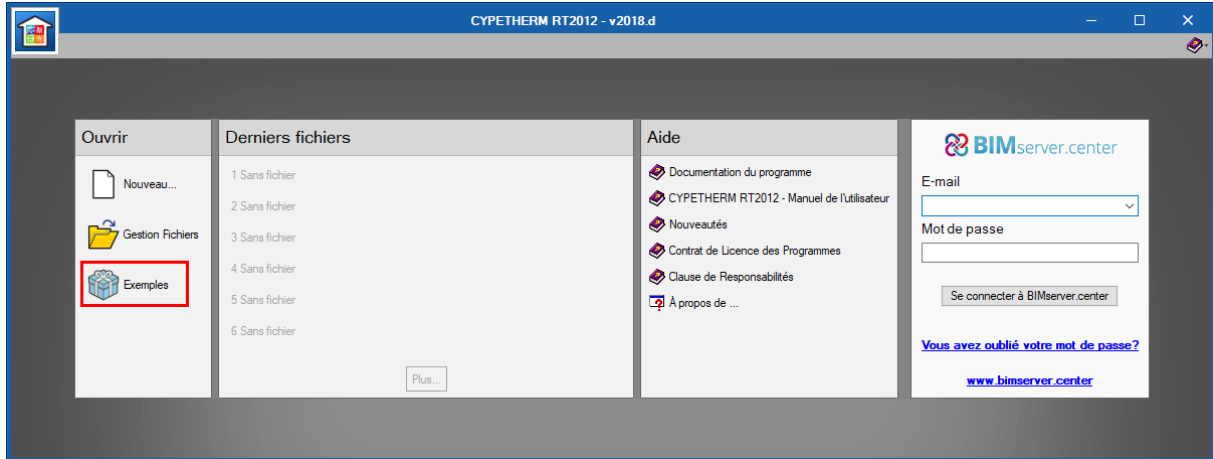 CYPETHERM RT2012 - v2018.d
Ouvrir
Nouveau...
Gestion Fichiers
Exemples
Derniers fichiers
1 Sans fichier
2 Sans fichier
3 Sans fichier
4 Sans fichier
5 Sans fichier
6 Sans fichier
Plus...
Aide
Documentation du programme
CYPETHERM RT2012 - Manuel de l'utilisateur
Nouveautés
Contrat de Licence des Programmes
Clause de Responsabilités
À propos de ...
BIMserver.center
E-mail
Mot de passe
Se connecter à BIMserver.center
Vous avez oublié votre mot de passe?
www.bimserver.center